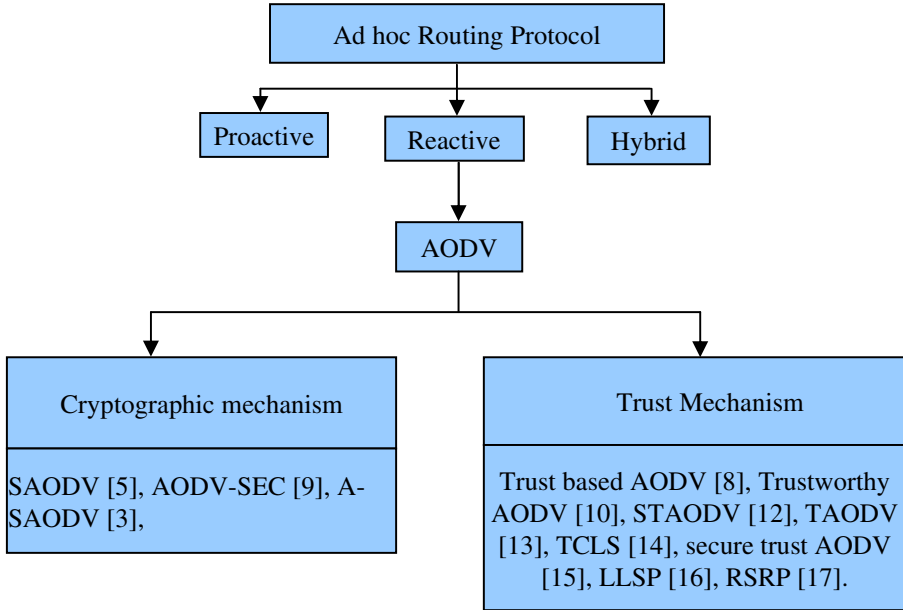 Ad hoc Routing Protocol
Proactive
Reactive
Hybrid
AODV
Cryptographic mechanism
SAODV [5], AODV-SEC [9], A-
SAODV [3],
Trust Mechanism
Trust based AODV [8], Trustworthy
AODV [10], STAODV [12], TAODV
[13], TCLS [14], secure trust AODV
[15], LLSP [16], RSRP [17].